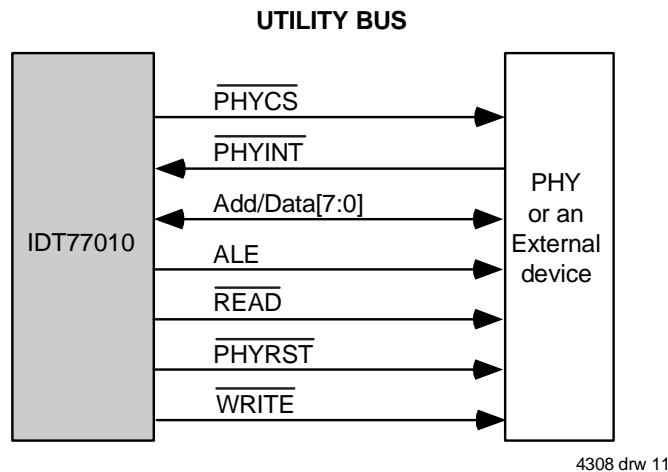 UTILITY BUS
PHYCS
PHYINT
Add/Data[7:0]
ALE
READ
PHYRST
WRITE
IDT77010
PHY
or an
External
device
4308 drw 11